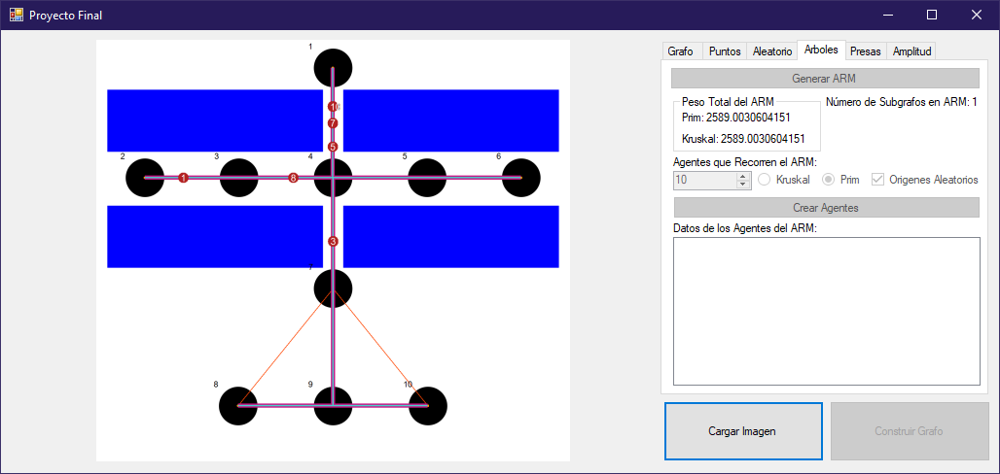 Proyecto Final
Grafo Puntos Aleatorio Arboles Presas Amplitud
Generar ARM
Peso Total del ARM
Número de Subgrafos en ARM: 1
Prim: 2589.0030604151
Kruskal: 2589.0030604151
Agentes que Recorren el ARM:
10 Kruskal Prim Origenes Aleatorios
Crear Agentes
Datos de los Agentes del ARM:
Cargar Imagen Construir Grafo
1
7
5
2 3 4 5 6
1 8
3
7
8 9 10